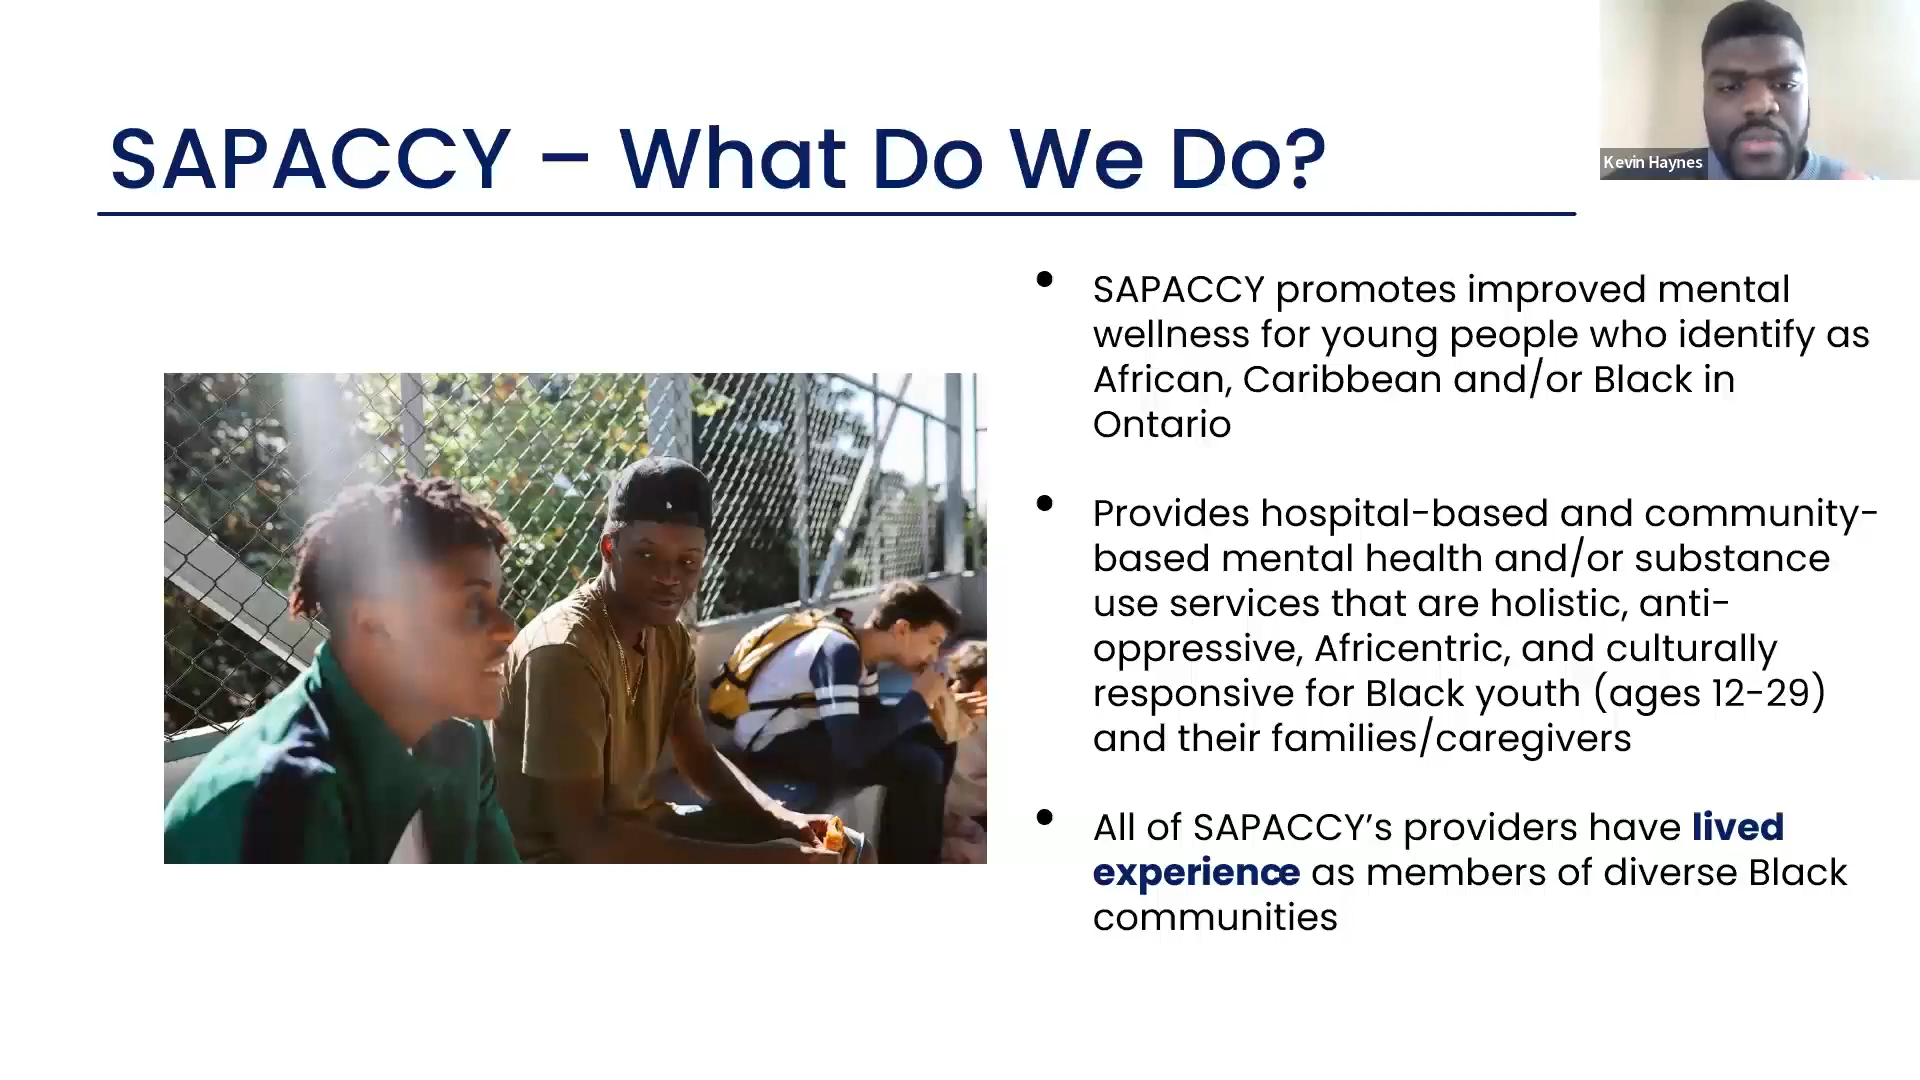 SAPACCY – What Do We Do?
Kevin Haynes
• SAPACCY promotes improved mental
wellness for young people who identify as
African, Caribbean and/or Black in
Ontario
• Provides hospital-based and community-
based mental health and/or substance
use services that are holistic, anti-
oppressive, Africentric, and culturally
responsive for Black youth (ages 12-29)
and their families/caregivers
• All of SAPACCY’s providers have lived
experience as members of diverse Black
communities